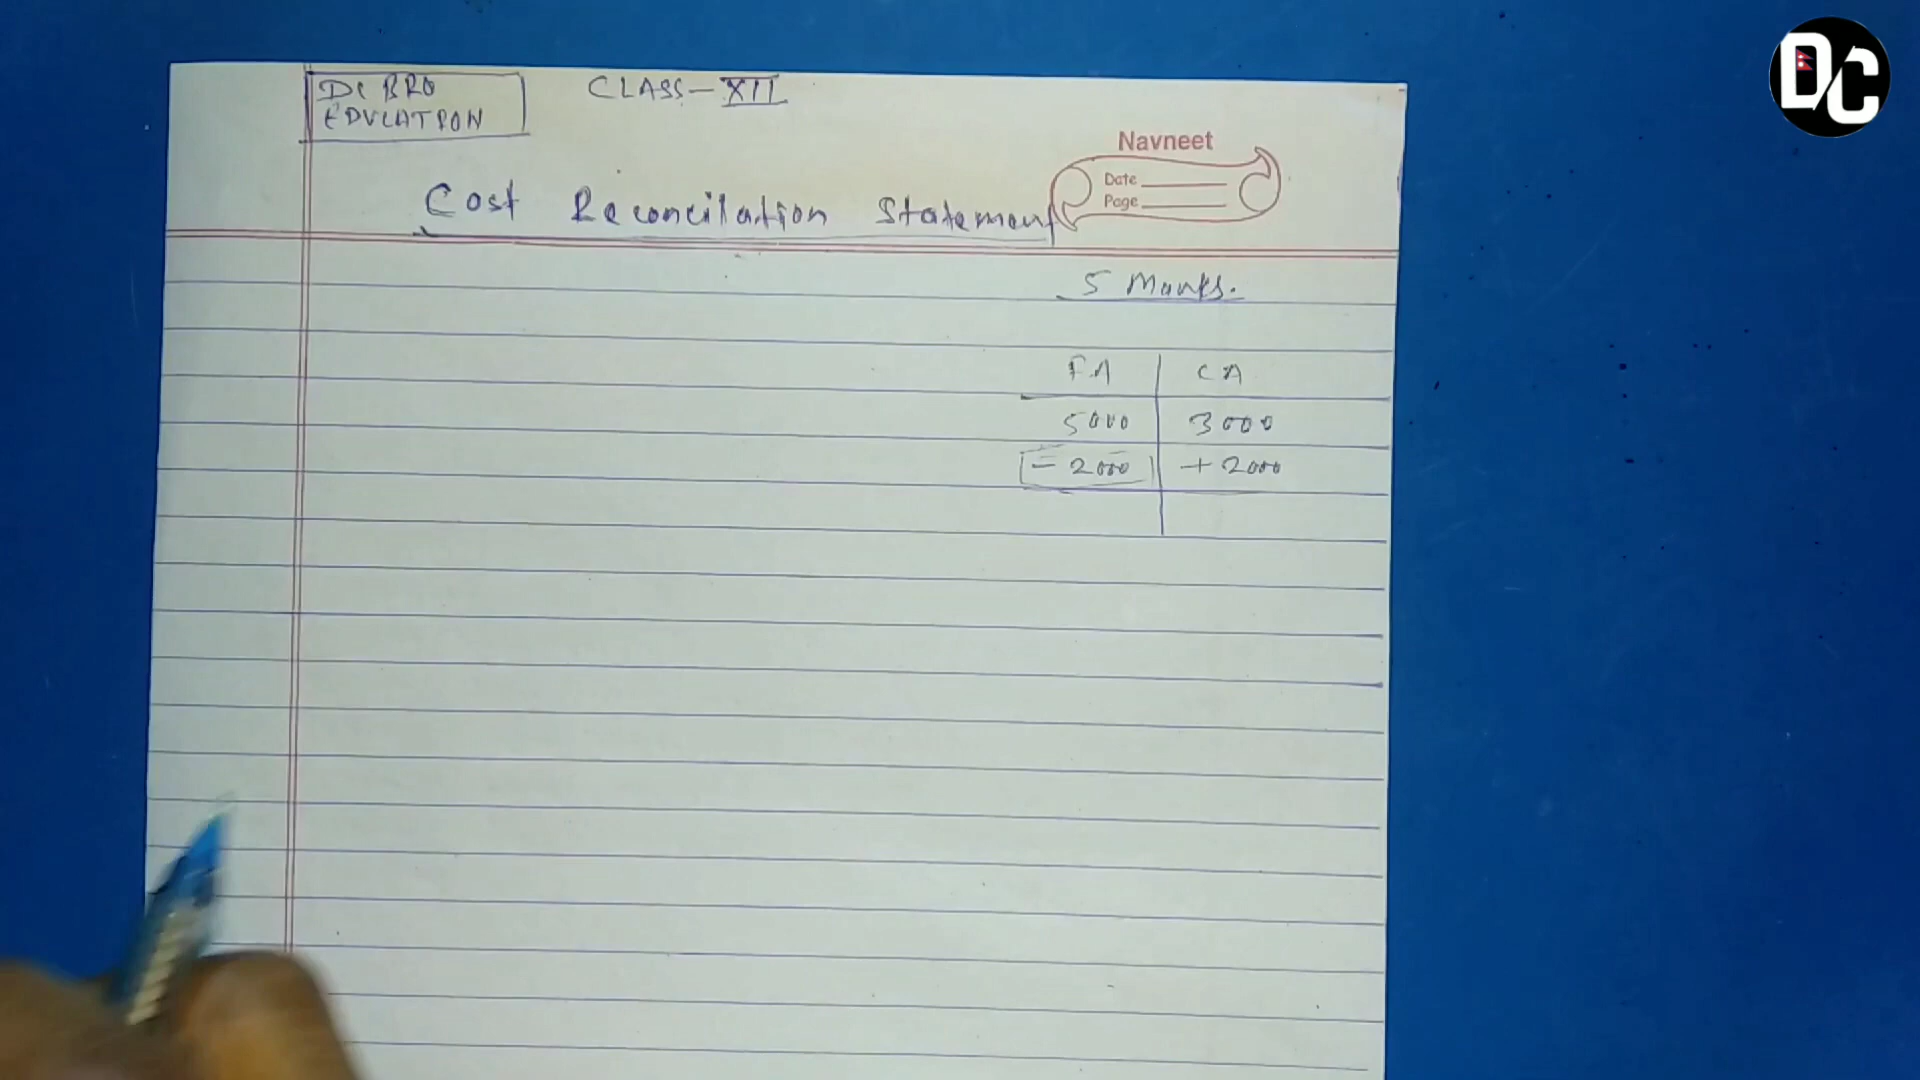 DC BRO
EDUCATION
CLASS-XII
DC
Navneet
Date
Page
Cost Reconcilation Statement
5 Marks.
FA CA
5000 3000
- 2000 + 2000